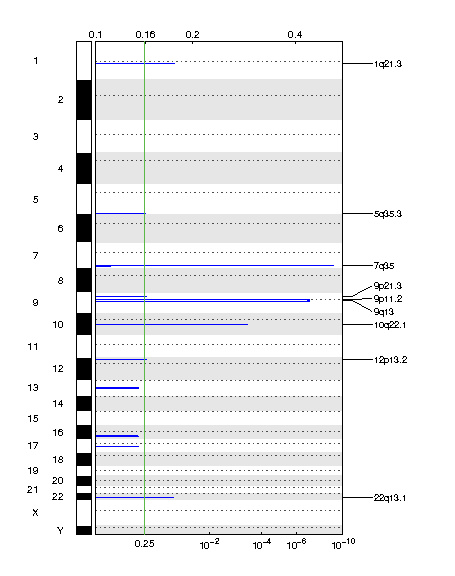 0.1 0.16 0.2 0.4
1
1q21.3
2
3
4
5
5q35.3
6
7
7q35
8
9p21.3
9
9p11.2
9q13
10
10q22.1
11
12p13.2
12
13
14
15
16
17
18
19
20
21
22
22q13.1
X
Y
0.25 10⁻² 10⁻⁴ 10⁻⁶ 10⁻¹⁰